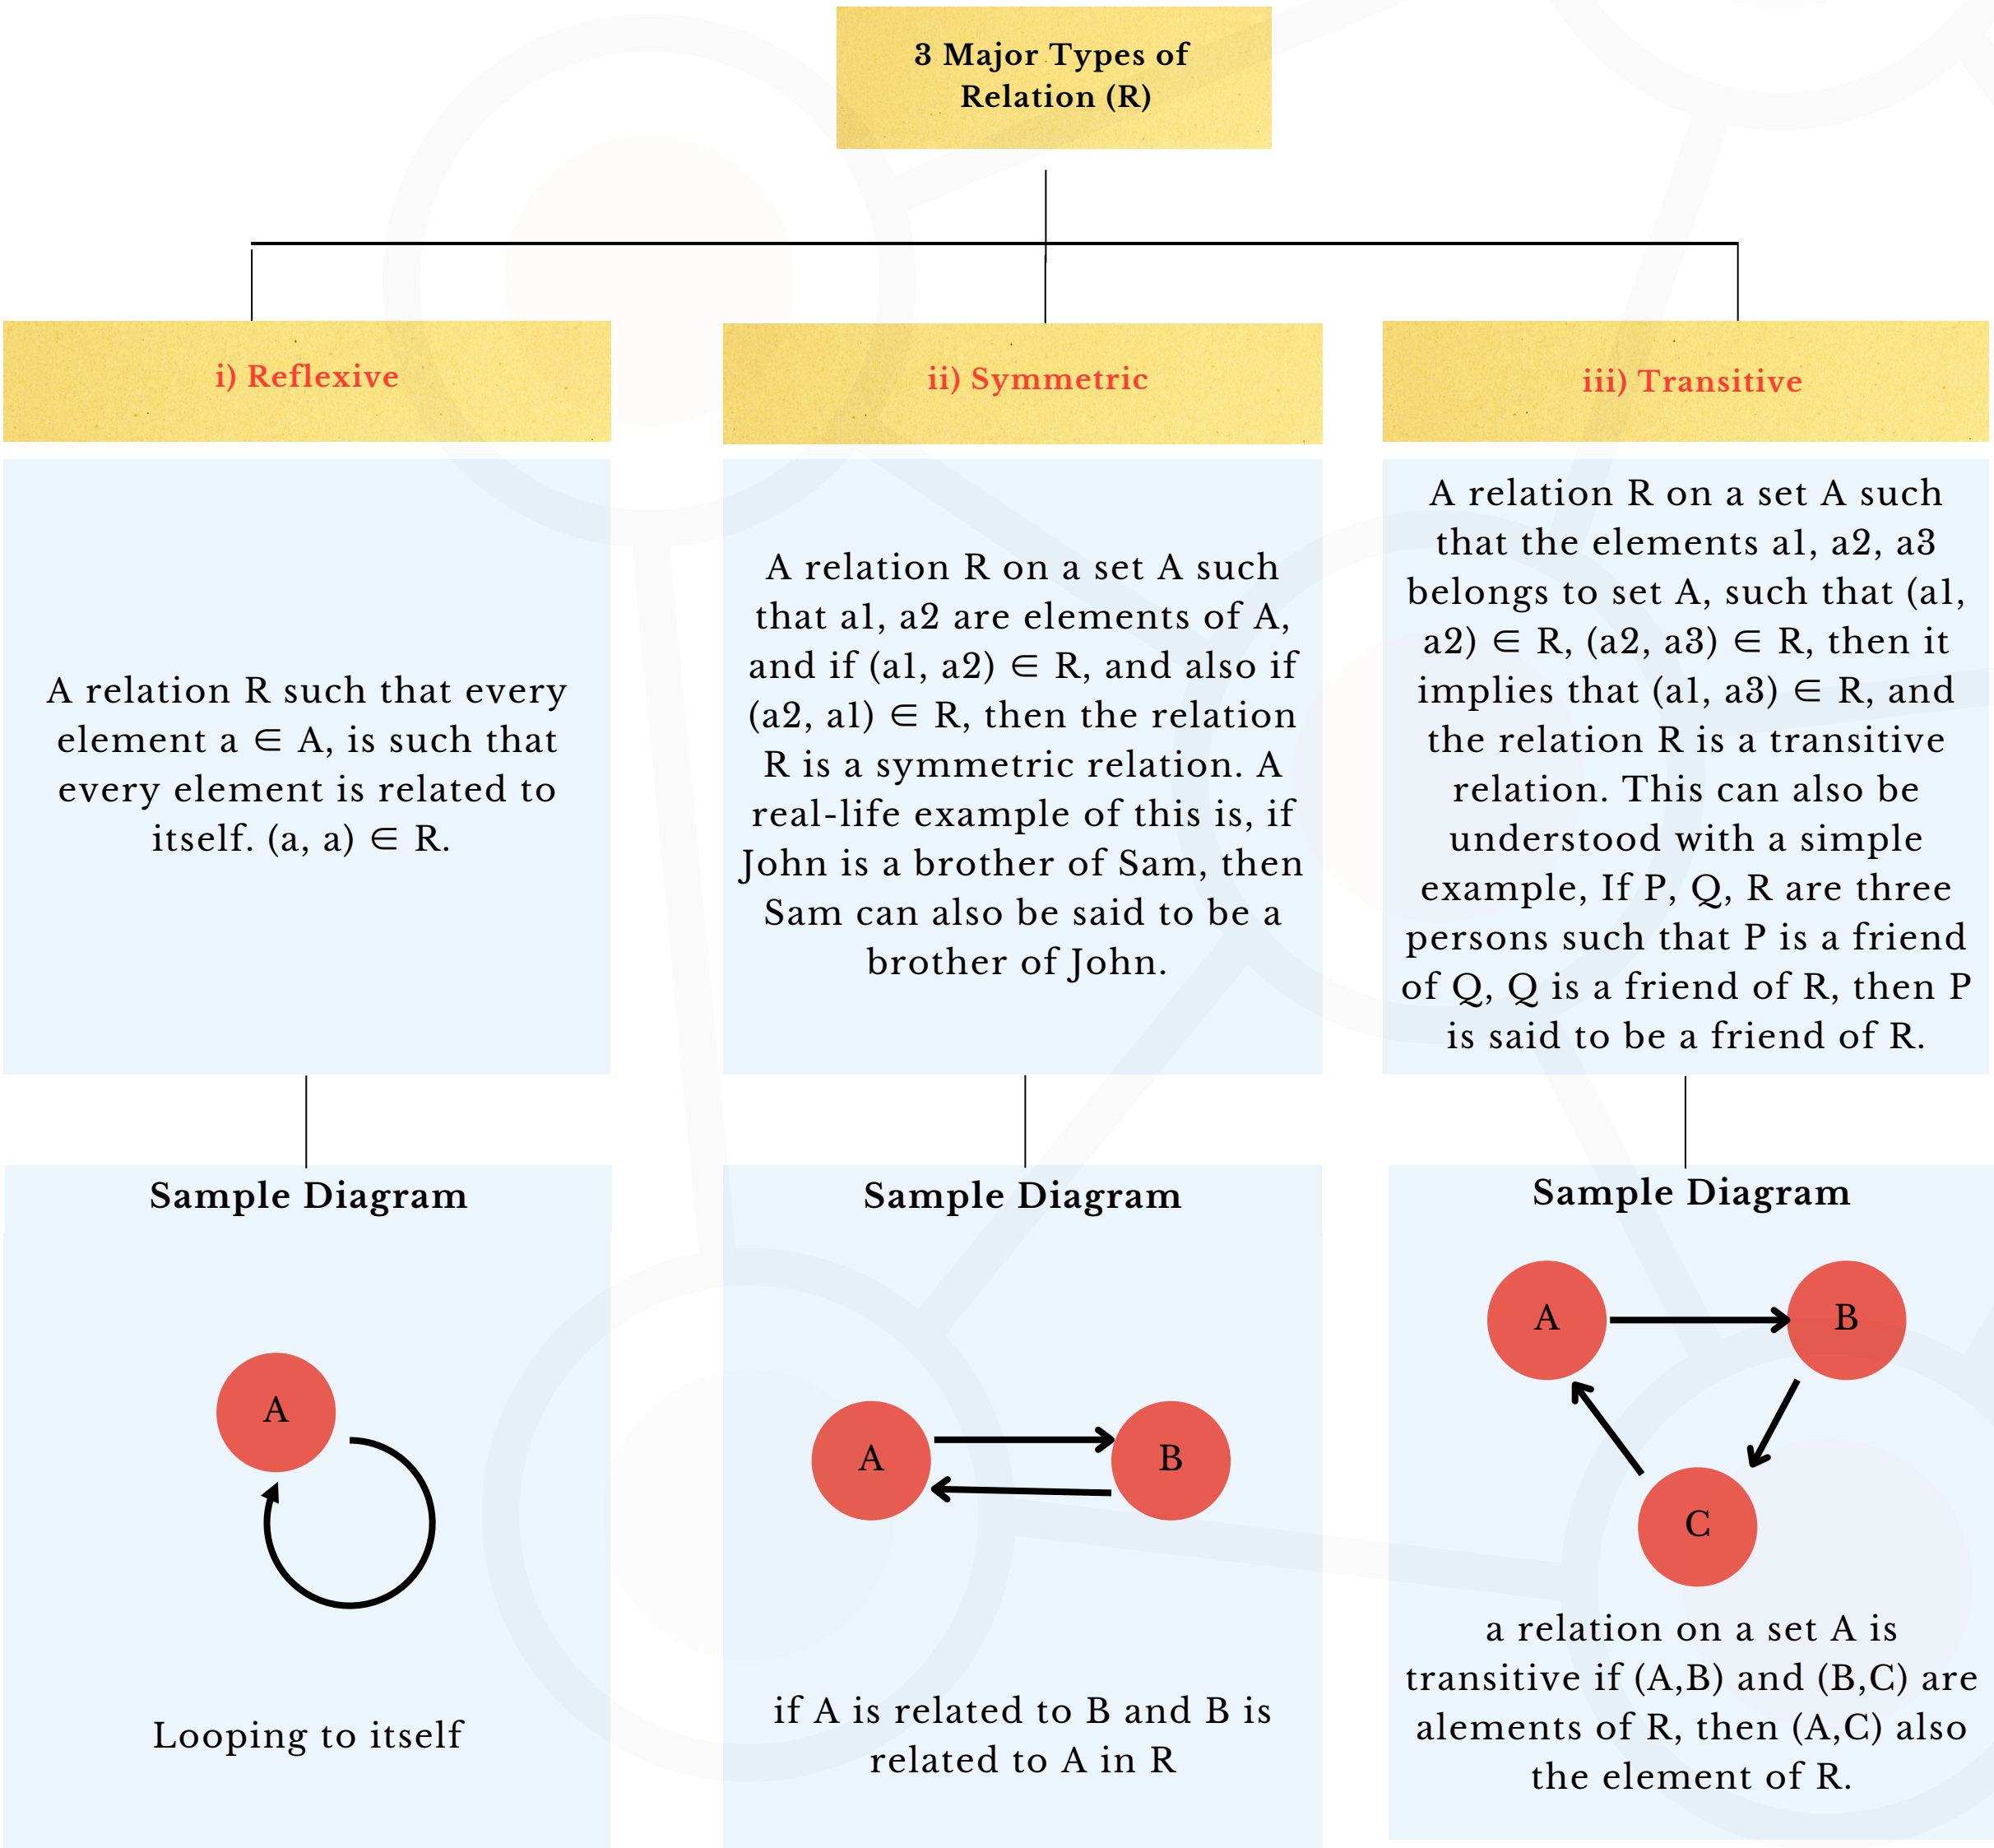 3 Major Types of
Relation (R)
i) Reflexive
ii) Symmetric
iii) Transitive
A relation R such that every
element a ∈ A, is such that
every element is related to
itself. (a, a) ∈ R.
A relation R on a set A such
that a1, a2 are elements of A,
and if (a1, a2) ∈ R, and also if
(a2, a1) ∈ R, then the relation
R is a symmetric relation. A
real-life example of this is, if
John is a brother of Sam, then
Sam can also be said to be a
brother of John.
A relation R on a set A such
that the elements a1, a2, a3
belongs to set A, such that (a1,
a2) ∈ R, (a2, a3) ∈ R, then it
implies that (a1, a3) ∈ R, and
the relation R is a transitive
relation. This can also be
understood with a simple
example, If P, Q, R are three
persons such that P is a friend
of Q, Q is a friend of R, then P
is said to be a friend of R.
Sample Diagram
A
Looping to itself
Sample Diagram
A
B
if A is related to B and B is
related to A in R
Sample Diagram
A
B
C
a relation on a set A is
transitive if (A,B) and (B,C) are
alements of R, then (A,C) also
the element of R.